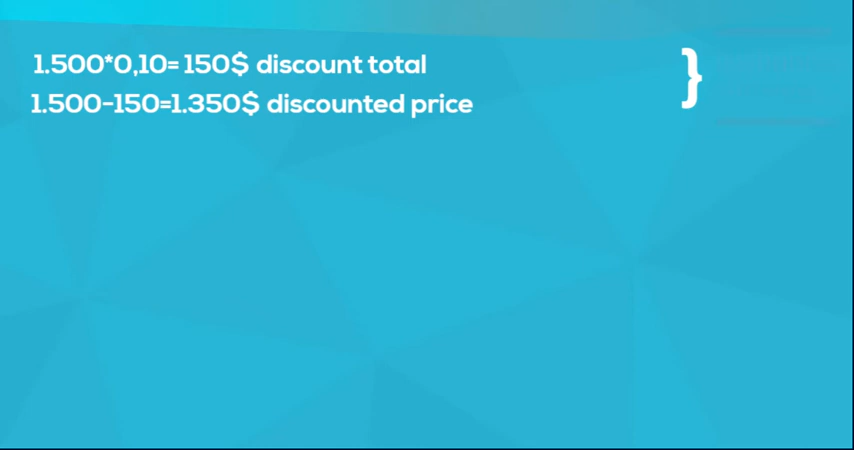 1.500*0,10= 150$ discount total
}
1.500-150=1.350$ discounted price